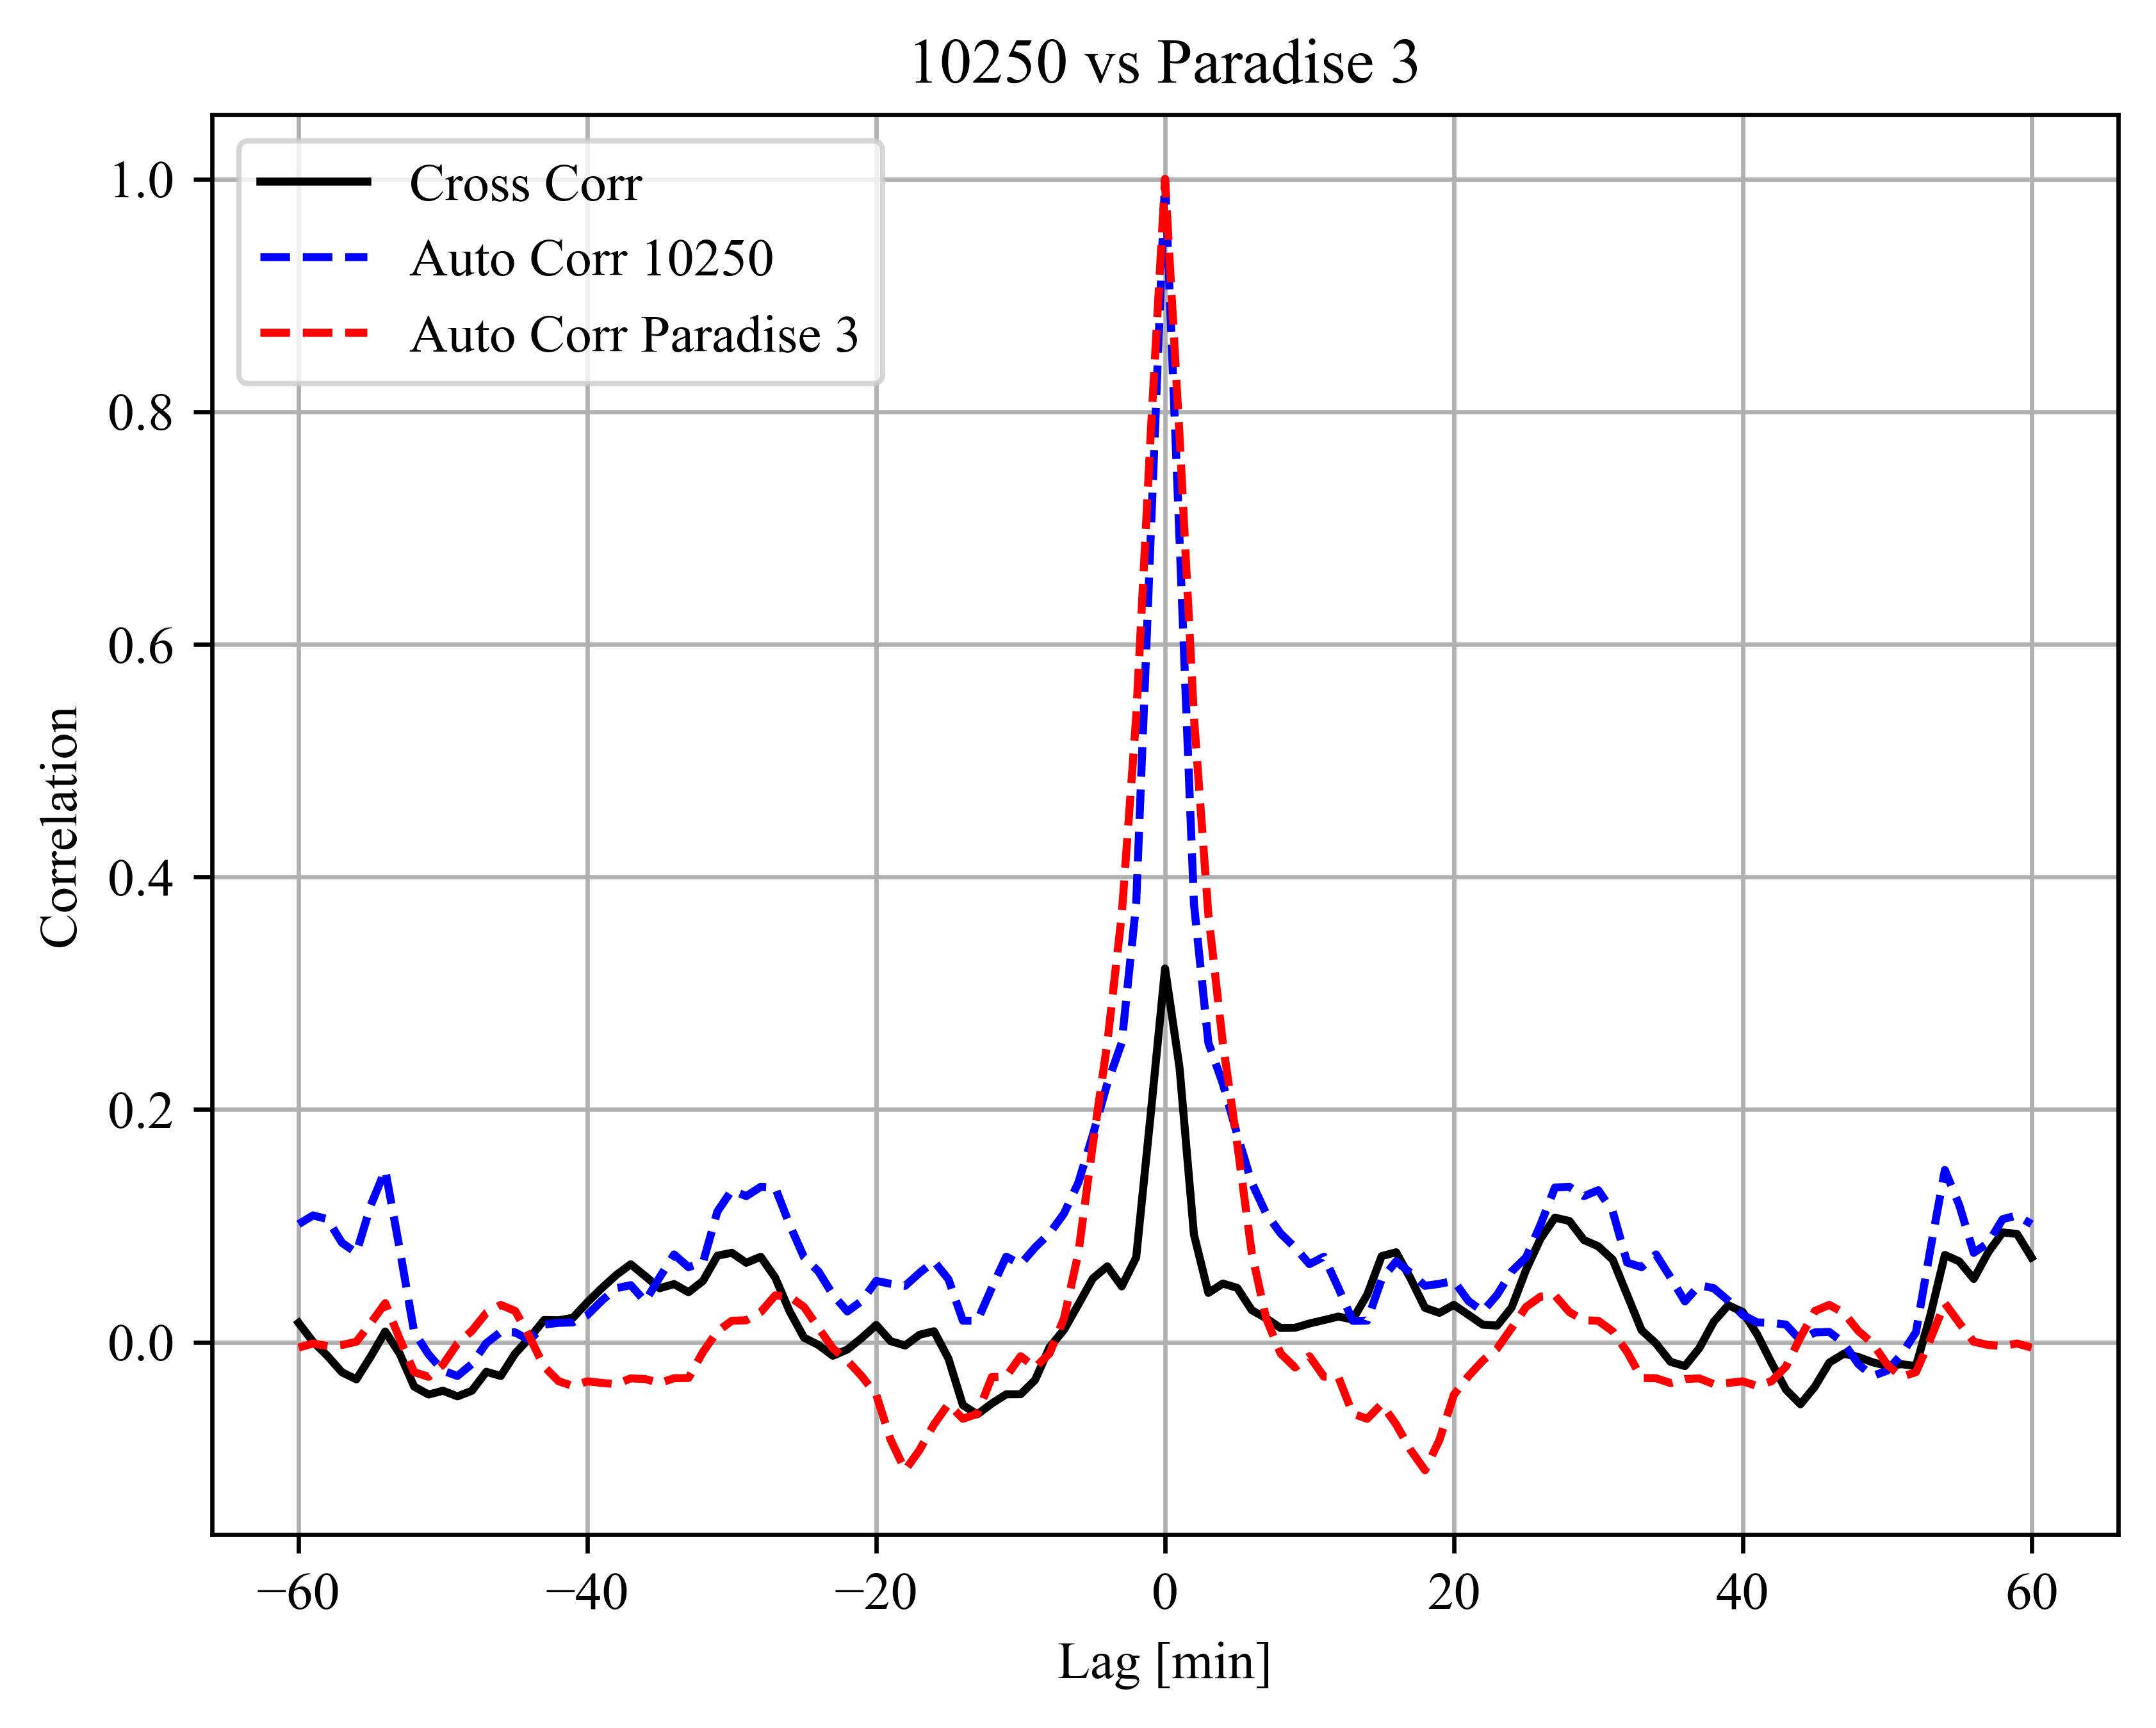 10250 vs Paradise 3
Cross Corr
Auto Corr 10250
Auto Corr Paradise 3
1.0
0.8
0.6
0.4
0.2
0.0
Correlation
−60 −40 −20 0 20 40 60
Lag [min]